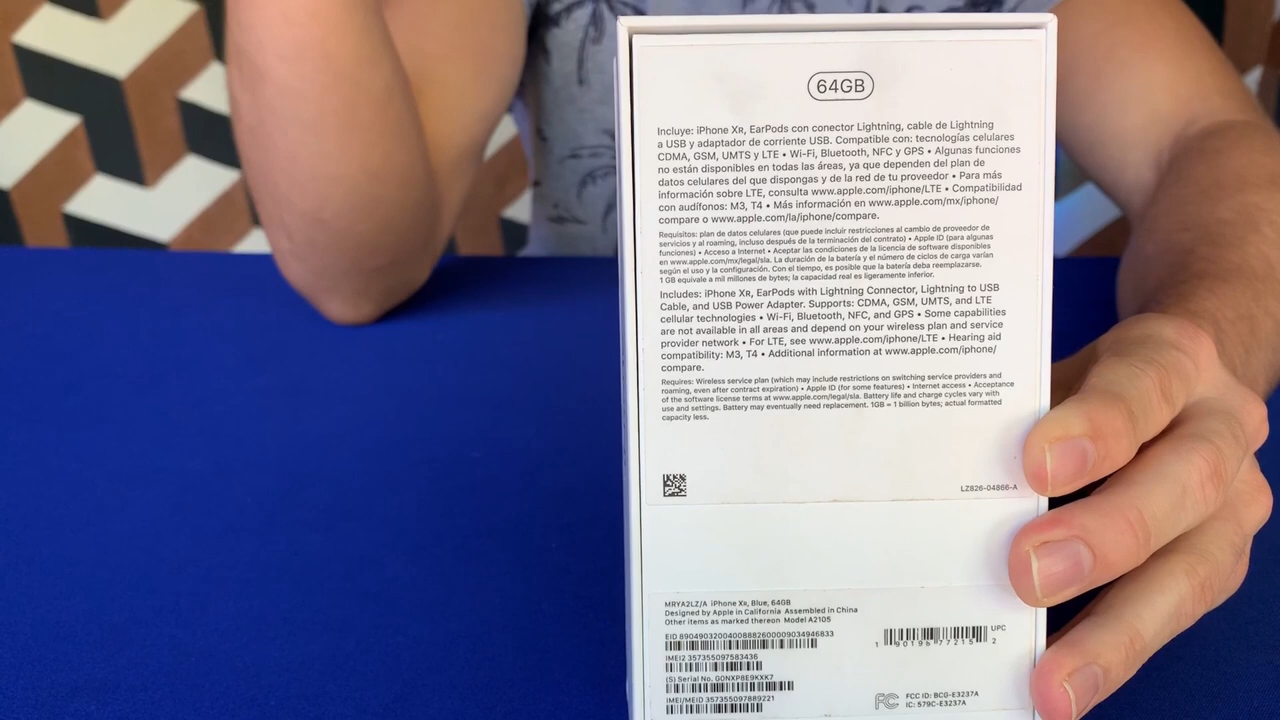 64GB
Incluye: iPhone XR, EarPods con conector Lightning, cable de Lightning
a USB y adaptador de corriente USB. Compatible con: tecnologías celulares
CDMA, GSM, UMTS y LTE • Wi-Fi, Bluetooth, NFC y GPS • Algunas funciones
no están disponibles en todas las áreas, ya que dependen del plan de
datos celulares del que dispongas y de la red de tu proveedor • Para más
información sobre LTE, consulta www.apple.com/iphone/LTE • Compatibilidad
con audífonos: M3, T4 • Más información en www.apple.com/mx/iphone/
compare o www.apple.com/la/iphone/compare.
Requisitos: plan de datos celulares (que puede incluir restricciones al cambio de proveedor de
servicios y al roaming, incluso después de la terminación del contrato) • Apple ID (para algunas
funciones) • Acceso a Internet • Aceptar las condiciones de la licencia de software disponibles
en www.apple.com/mx/legal/sla. La duración de la batería y el número de ciclos de carga varían
según el uso y la configuración. Con el tiempo, es posible que la batería deba reemplazarse.
1 GB equivale a mil millones de bytes; la capacidad real es ligeramente inferior.
Includes: iPhone XR, EarPods with Lightning Connector, Lightning to USB
Cable, and USB Power Adapter. Supports: CDMA, GSM, UMTS, and LTE
cellular technologies • Wi-Fi, Bluetooth, NFC, and GPS • Some capabilities
are not available in all areas and depend on your wireless plan and service
provider network • For LTE, see www.apple.com/iphone/LTE • Hearing aid
compatibility: M3, T4 • Additional information at www.apple.com/iphone/
compare.
Requires: Wireless service plan (which may include restrictions on switching service providers and
roaming, even after contract expiration) • Apple ID (for some features) • Internet access • Acceptance
of the software license terms at www.apple.com/legal/sla. Battery life and charge cycles vary with
use and settings. Battery may eventually need replacement. 1GB = 1 billion bytes; actual formatted
capacity less.
LZ826-04866-A
MRYA2LZ/A iPhone XR, Blue, 64GB
Designed by Apple in California Assembled in China
Other items as marked thereon Model A2105
EID 89049032004008882600009034946833
UPC
1 90198 77215 2
IMEI2 357355097583436
(S) Serial No. G0NXP8E9KXK7
IMEI/MEID 357355097889221
FC
FCC ID: BCG-E3237A
IC: 579C-E3237A